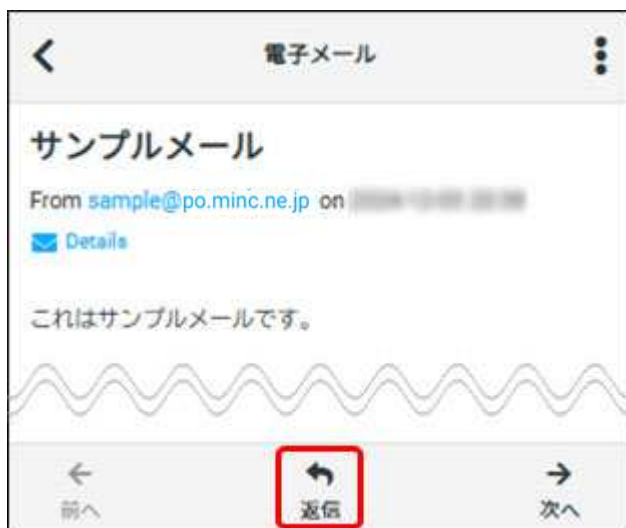 電子メール
サンプルメール
From sample@po.minc.ne.jp on
Details
これはサンプルメールです。
前へ 返信 次へ